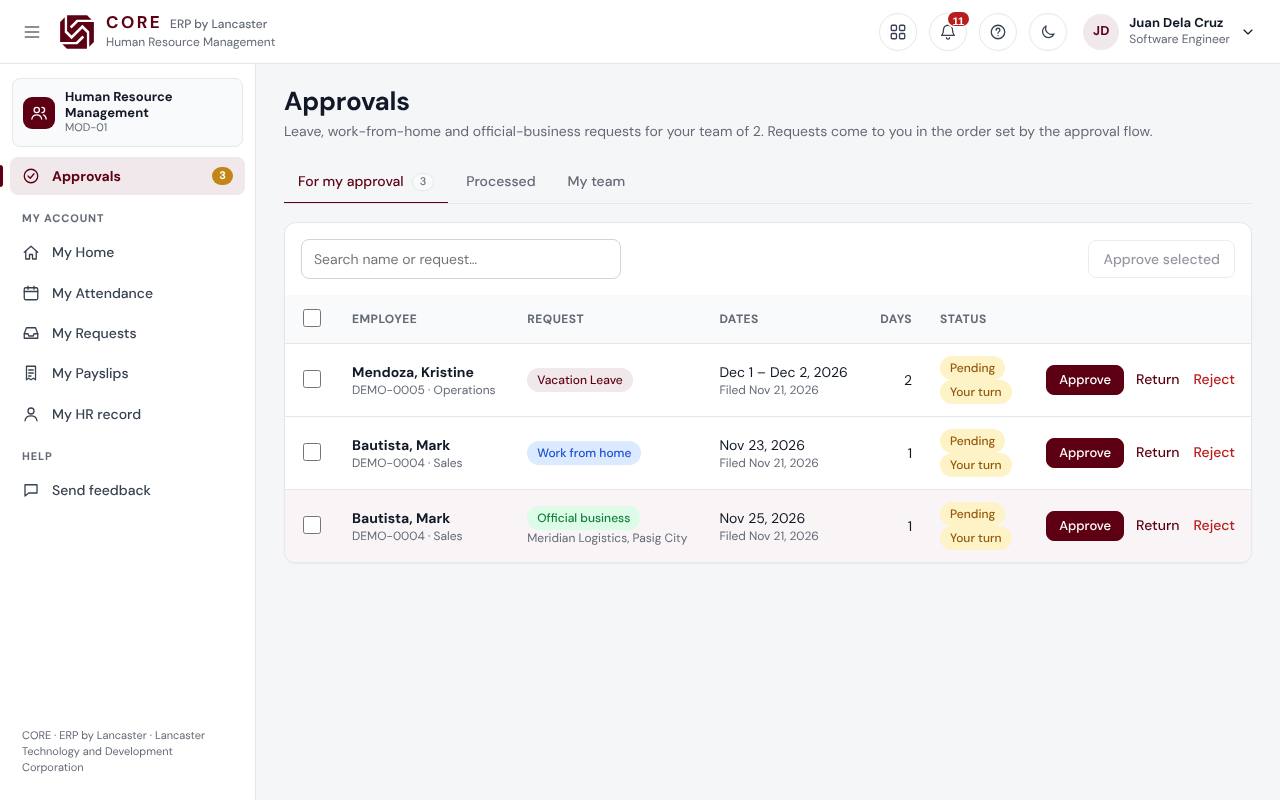 CORE ERP by Lancaster
Human Resource Management
11
JD
Juan Dela Cruz
Software Engineer
Human Resource
Management
MOD-01
Approvals 3
MY ACCOUNT
My Home
My Attendance
My Requests
My Payslips
My HR record
HELP
Send feedback
CORE · ERP by Lancaster · Lancaster
Technology and Development
Corporation
Approvals
Leave, work-from-home and official-business requests for your team of 2. Requests come to you in the order set by the approval flow.
For my approval 3 Processed My team
Search name or request… Approve selected
EMPLOYEE REQUEST DATES DAYS STATUS
Mendoza, Kristine
DEMO-0005 · Operations
Vacation Leave
Dec 1 – Dec 2, 2026
Filed Nov 21, 2026
2
Pending
Your turn
Approve Return Reject
Bautista, Mark
DEMO-0004 · Sales
Work from home
Nov 23, 2026
Filed Nov 21, 2026
1
Pending
Your turn
Approve Return Reject
Bautista, Mark
DEMO-0004 · Sales
Official business
Meridian Logistics, Pasig City
Nov 25, 2026
Filed Nov 21, 2026
1
Pending
Your turn
Approve Return Reject